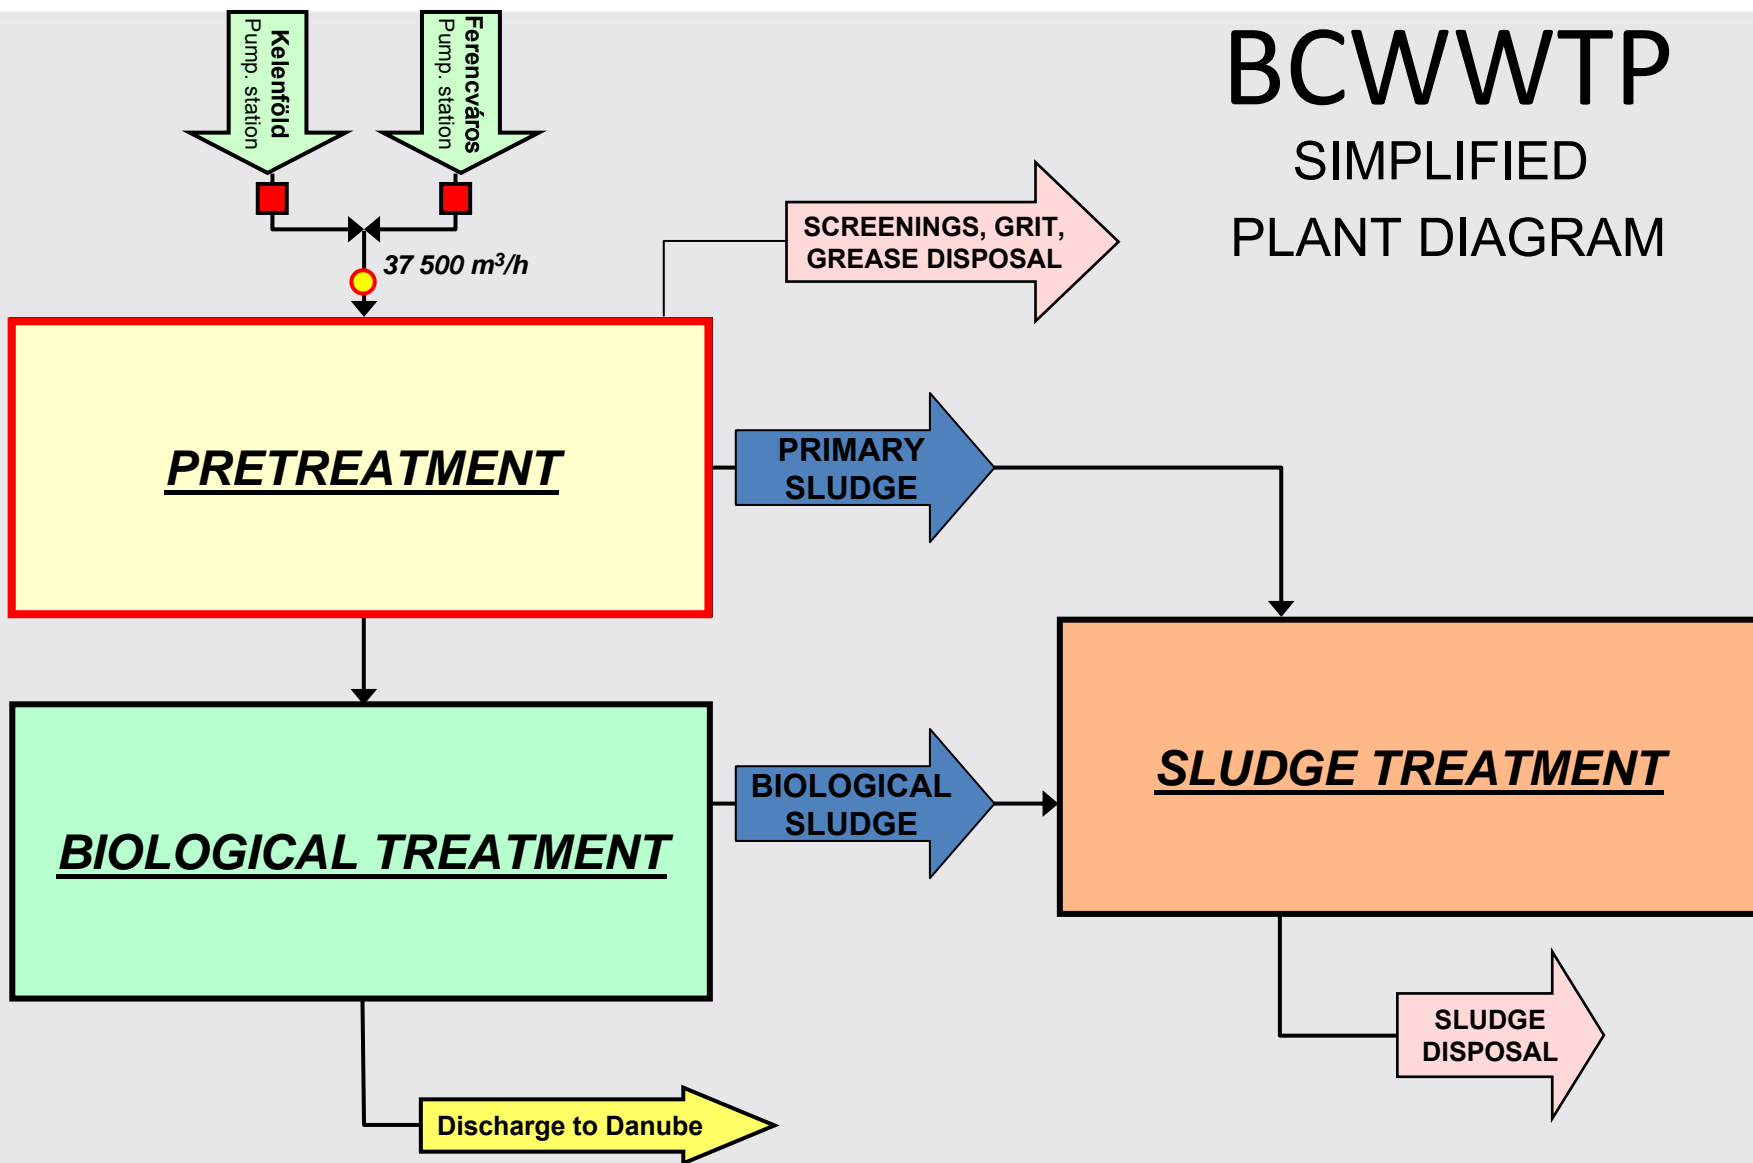 BCWWTP
SIMPLIFIED
PLANT DIAGRAM
Kelenföld
Pump. station
Ferencváros
Pump. station
37 500 m³/h
SCREENINGS, GRIT,
GREASE DISPOSAL
PRETREATMENT
PRIMARY
SLUDGE
BIOLOGICAL TREATMENT
BIOLOGICAL
SLUDGE
SLUDGE TREATMENT
SLUDGE
DISPOSAL
Discharge to Danube